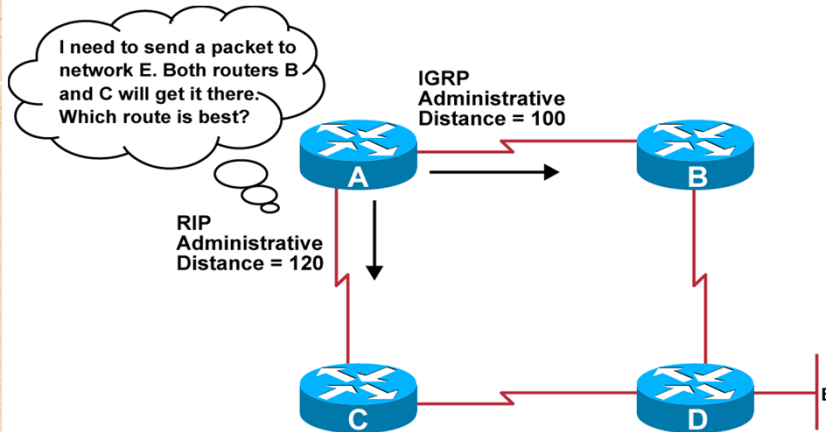 I need to send a packet to
network E. Both routers B
and C will get it there.
Which route is best?
IGRP
Administrative
Distance = 100
A
B
RIP
Administrative
Distance = 120
C
D
E